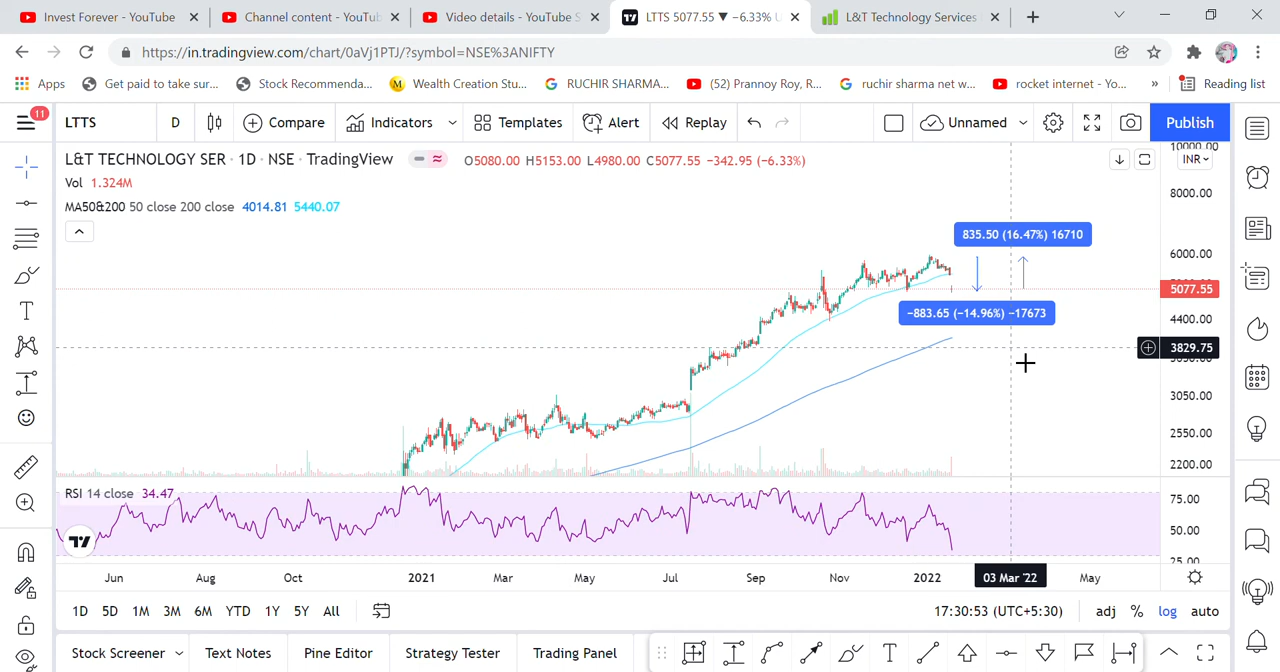 Invest Forever - YouTube
Channel content - YouTub
Video details - YouTube S
LTTS 5077.55 ▼ −6.33% U
L&T Technology Services
https://in.tradingview.com/chart/0aVj1PTJ/?symbol=NSE%3ANIFTY
Apps
Get paid to take sur...
Stock Recommenda...
Wealth Creation Stu...
RUCHIR SHARMA...
(52) Prannoy Roy, R...
ruchir sharma net w...
rocket internet - Yo...
»
Reading list
11
LTTS
D
Compare
Indicators
Templates
Alert
Replay
Unnamed
Publish
L&T TECHNOLOGY SER · 1D · NSE · TradingView
O5080.00 H5153.00 L4980.00 C5077.55 −342.95 (−6.33%)
Vol 1.324M
MA50&200 50 close 200 close 4014.81 5440.07
10000.00
INR
8000.00
835.50 (16.47%) 16710
6000.00
5077.55
−883.65 (−14.96%) −17673
4400.00
3829.75
3050.00
2550.00
2200.00
RSI 14 close 34.47
75.00
50.00
25.00
Jun Aug Oct 2021 Mar May Jul Sep Nov 2022 03 Mar '22 May
1D 5D 1M 3M 6M YTD 1Y 5Y All
17:30:53 (UTC+5:30)
adj % log auto
Stock Screener
Text Notes
Pine Editor
Strategy Tester
Trading Panel
T